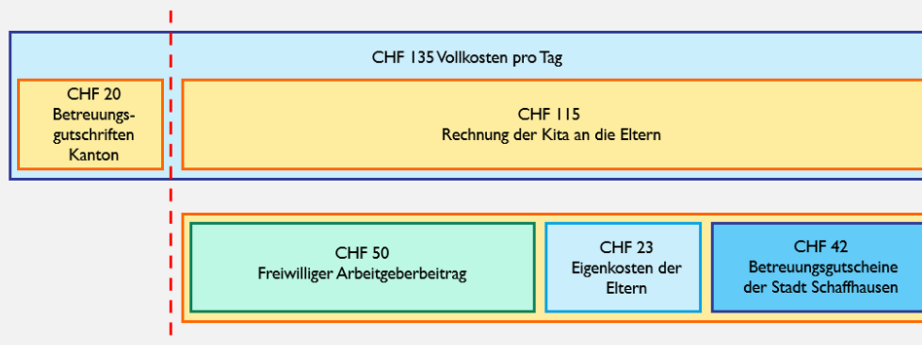 CHF 135 Vollkosten pro Tag
CHF 20
Betreuungs-
gutschriften
Kanton
CHF 115
Rechnung der Kita an die Eltern
CHF 50
Freiwilliger Arbeitgeberbeitrag
CHF 23
Eigenkosten der
Eltern
CHF 42
Betreuungsgutscheine
der Stadt Schaffhausen